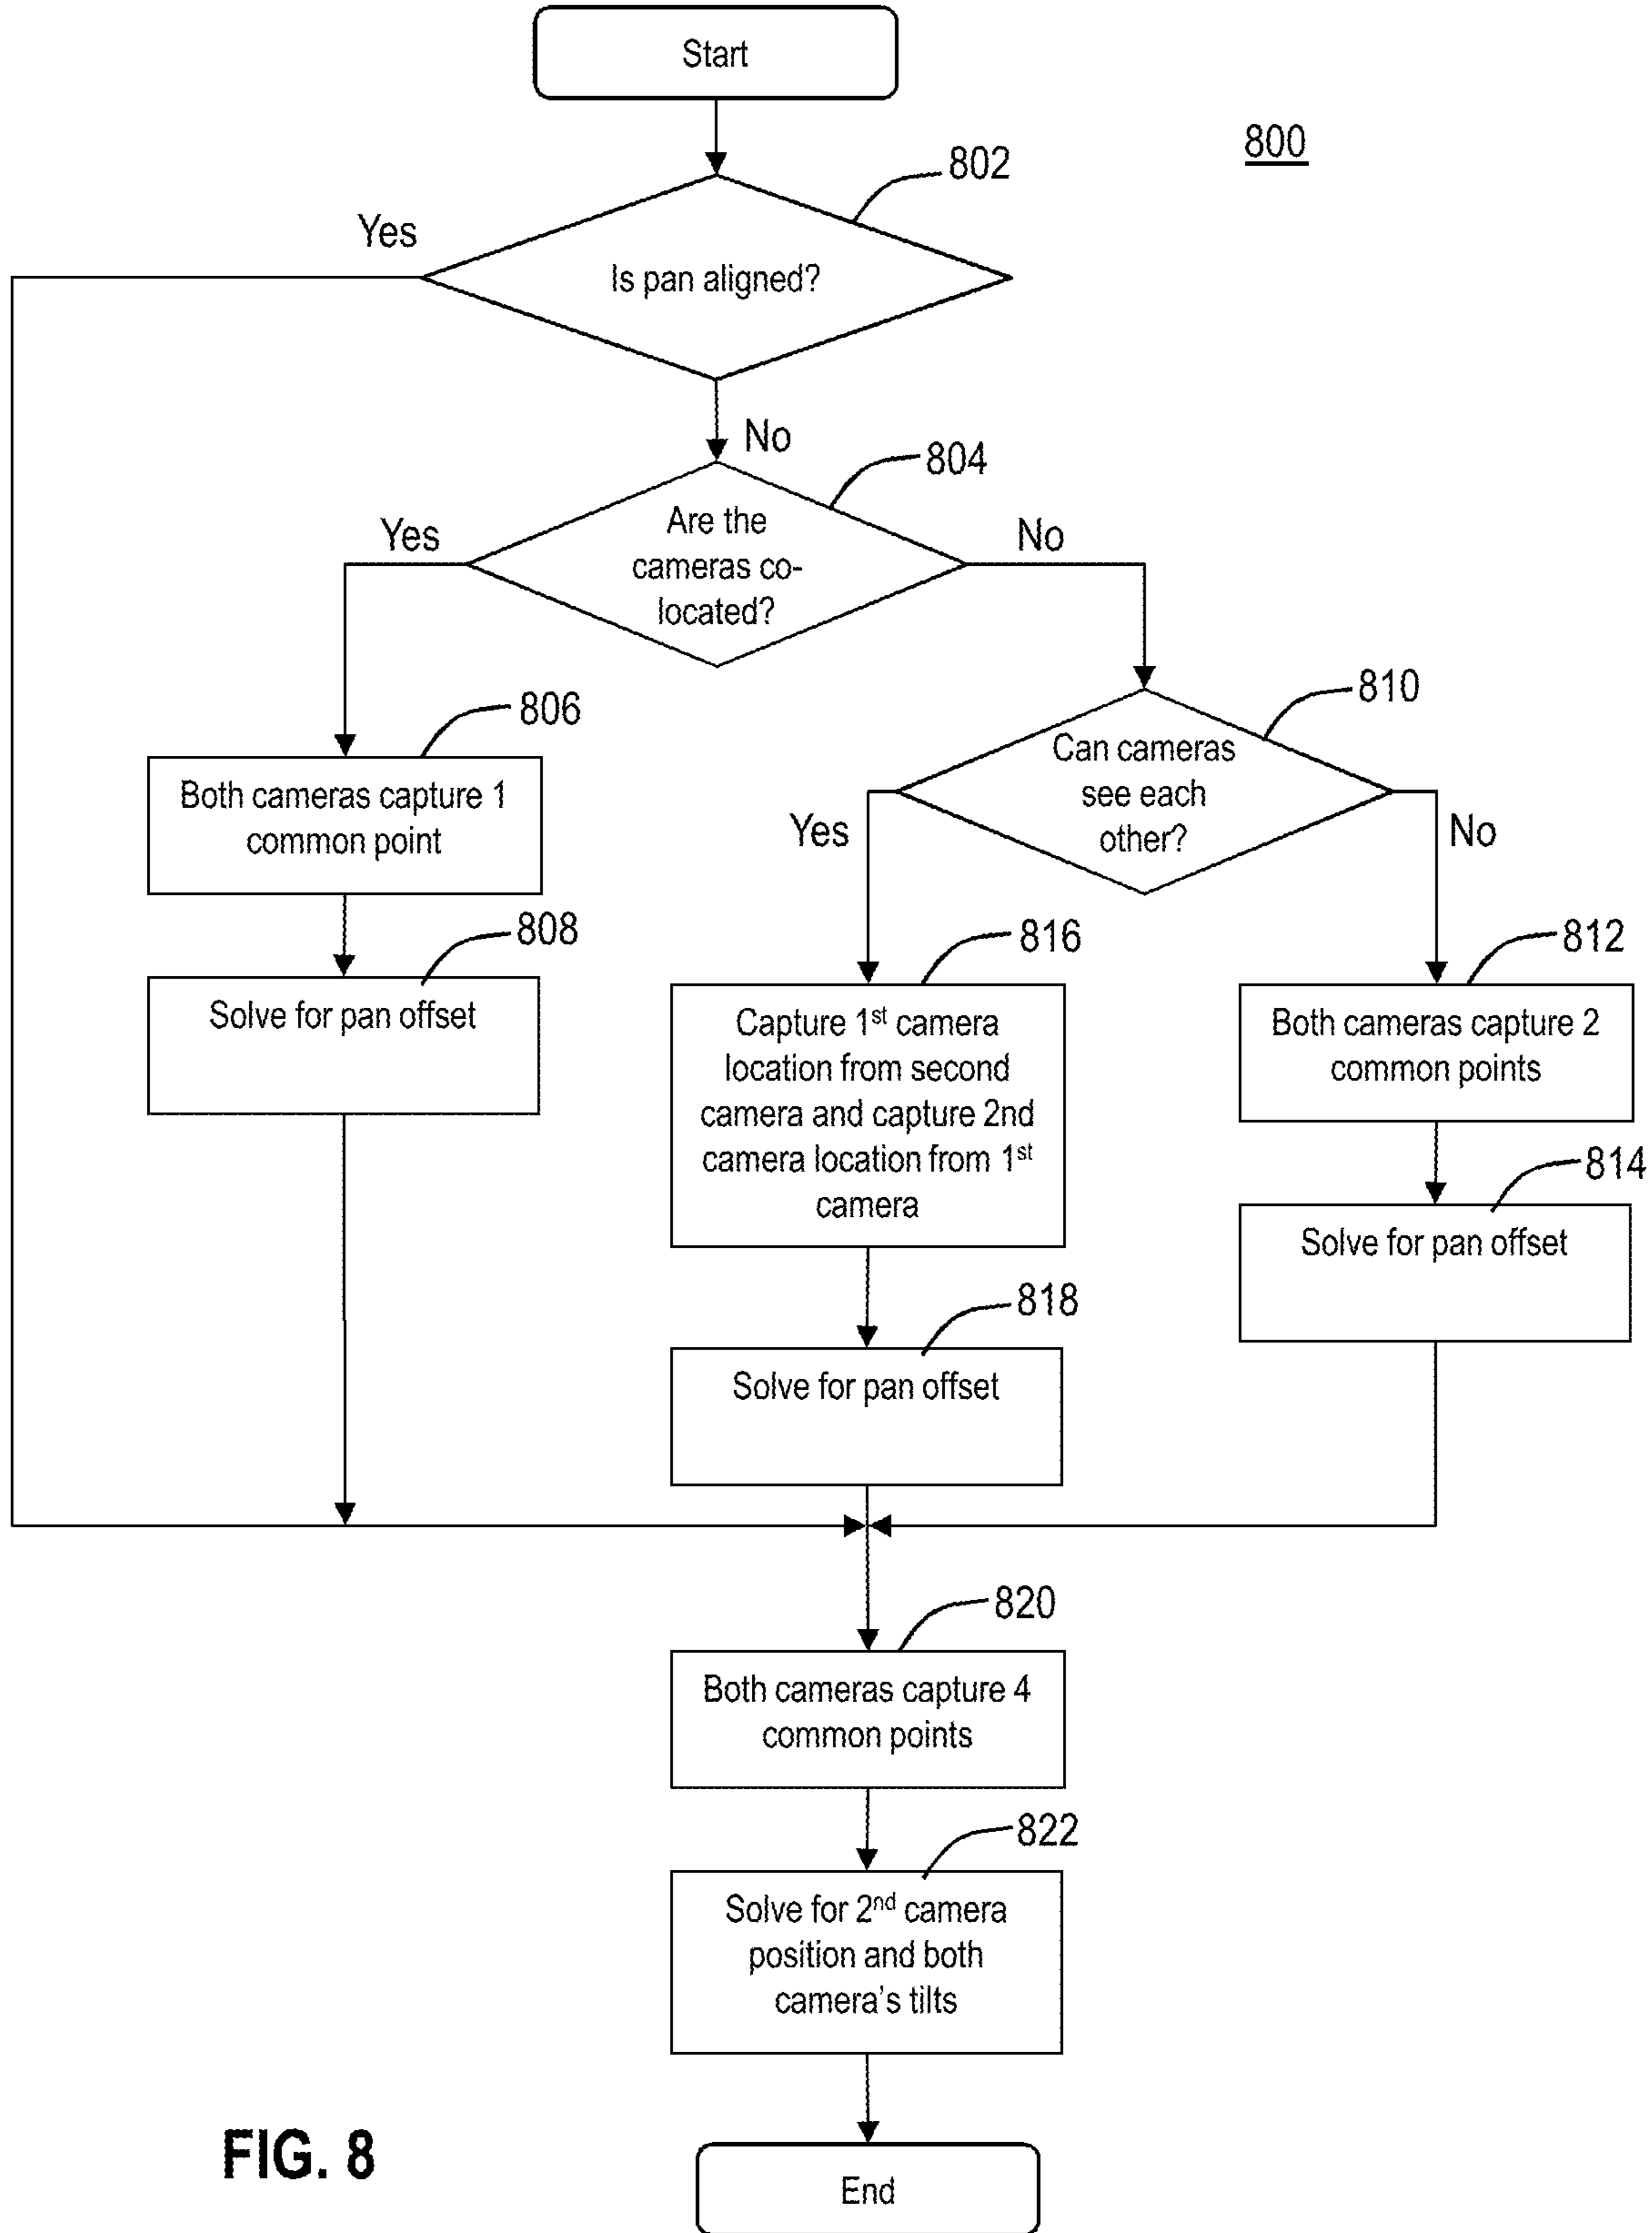 Start
800
802
Yes
Is pan aligned?
No
804
Are the
cameras co-
located?
Yes
No
806
810
Both cameras capture 1
common point
Can cameras
see each
other?
Yes
No
808
Solve for pan offset
816
812
Capture 1st camera
location from second
camera and capture 2nd
camera location from 1st
camera
Both cameras capture 2
common points
814
Solve for pan offset
818
Solve for pan offset
820
Both cameras capture 4
common points
822
Solve for 2nd camera
position and both
camera's tilts
FIG. 8
End